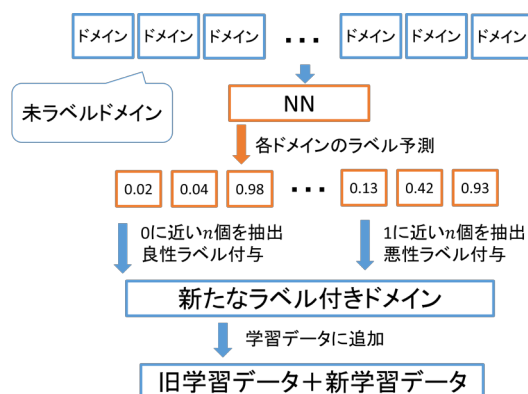 ドメイン ドメイン ドメイン ・・・ ドメイン ドメイン ドメイン
未ラベルドメイン
NN
各ドメインのラベル予測
0.02 0.04 0.98 ・・・ 0.13 0.42 0.93
0に近いn個を抽出
良性ラベル付与
1に近いn個を抽出
悪性ラベル付与
新たなラベル付きドメイン
学習データに追加
旧学習データ＋新学習データ